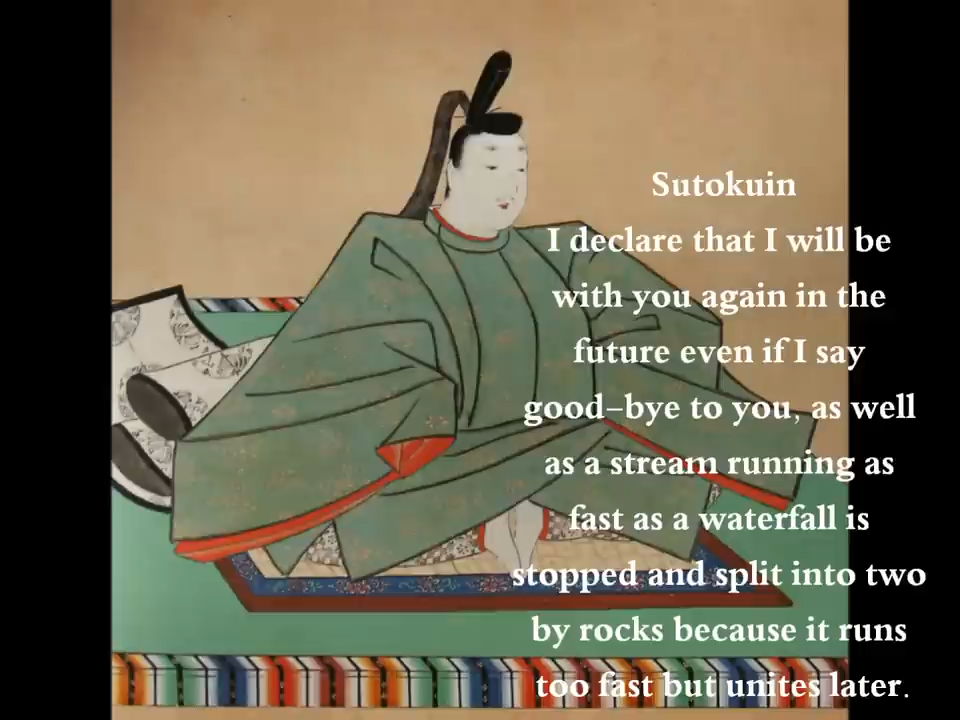 Sutokuin
I declare that I will be
with you again in the
future even if I say
good-bye to you, as well
as a stream running as
fast as a waterfall is
stopped and split into two
by rocks because it runs
too fast but unites later.